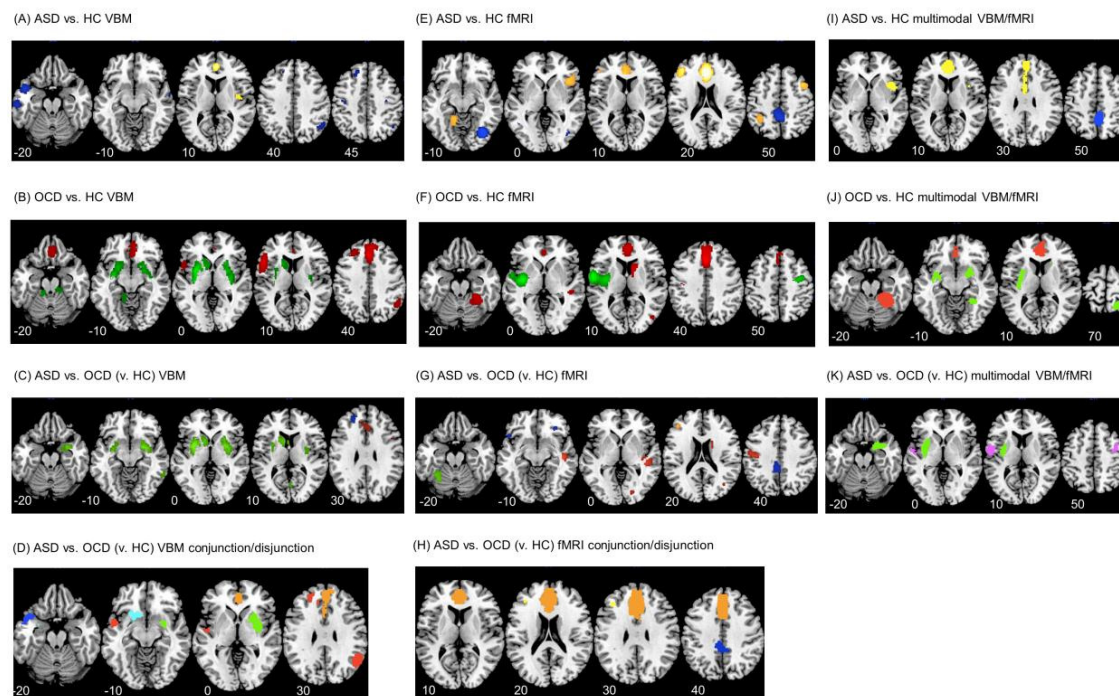 (A) ASD vs. HC VBM
-20 -10 10 40 45
(B) OCD vs. HC VBM
-20 -10 0 10 40
(C) ASD vs. OCD (v. HC) VBM
-20 -10 0 10 30
(D) ASD vs. OCD (v. HC) VBM conjunction/disjunction
-20 -10 0 30
(E) ASD vs. HC fMRI
-10 0 10 20 50
(F) OCD vs. HC fMRI
-20 0 10 40 50
(G) ASD vs. OCD (v. HC) fMRI
-20 -10 0 20 40
(H) ASD vs. OCD (v. HC) fMRI conjunction/disjunction
10 20 30 40
(I) ASD vs. HC multimodal VBM/fMRI
0 10 30 50
(J) OCD vs. HC multimodal VBM/fMRI
-20 -10 10 70
(K) ASD vs. OCD (v. HC) multimodal VBM/fMRI
-20 0 10 50